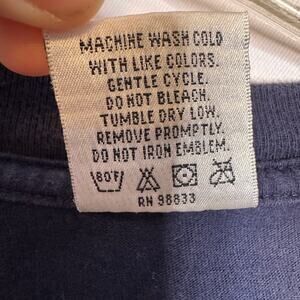 MACHINE WASH COLD
WITH LIKE COLORS.
GENTLE CYCLE.
DO NOT BLEACH.
TUMBLE DRY LOW.
REMOVE PROMPTLY.
DO NOT IRON EMBLEM.
80°F
RN 98833